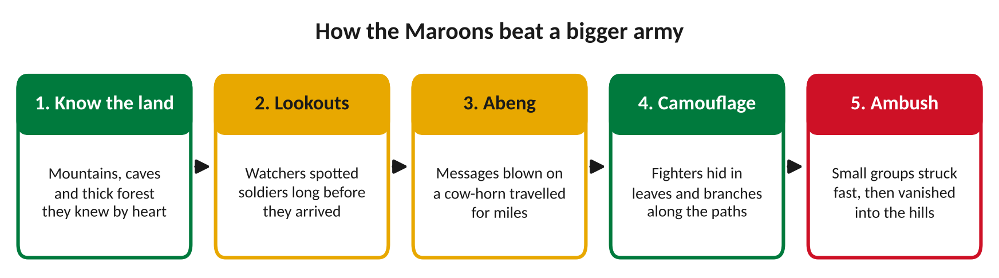 How the Maroons beat a bigger army
1. Know the land
Mountains, caves
and thick forest
they knew by heart
2. Lookouts
Watchers spotted
soldiers long before
they arrived
3. Abeng
Messages blown on
a cow-horn travelled
for miles
4. Camouflage
Fighters hid in
leaves and branches
along the paths
5. Ambush
Small groups struck
fast, then vanished
into the hills